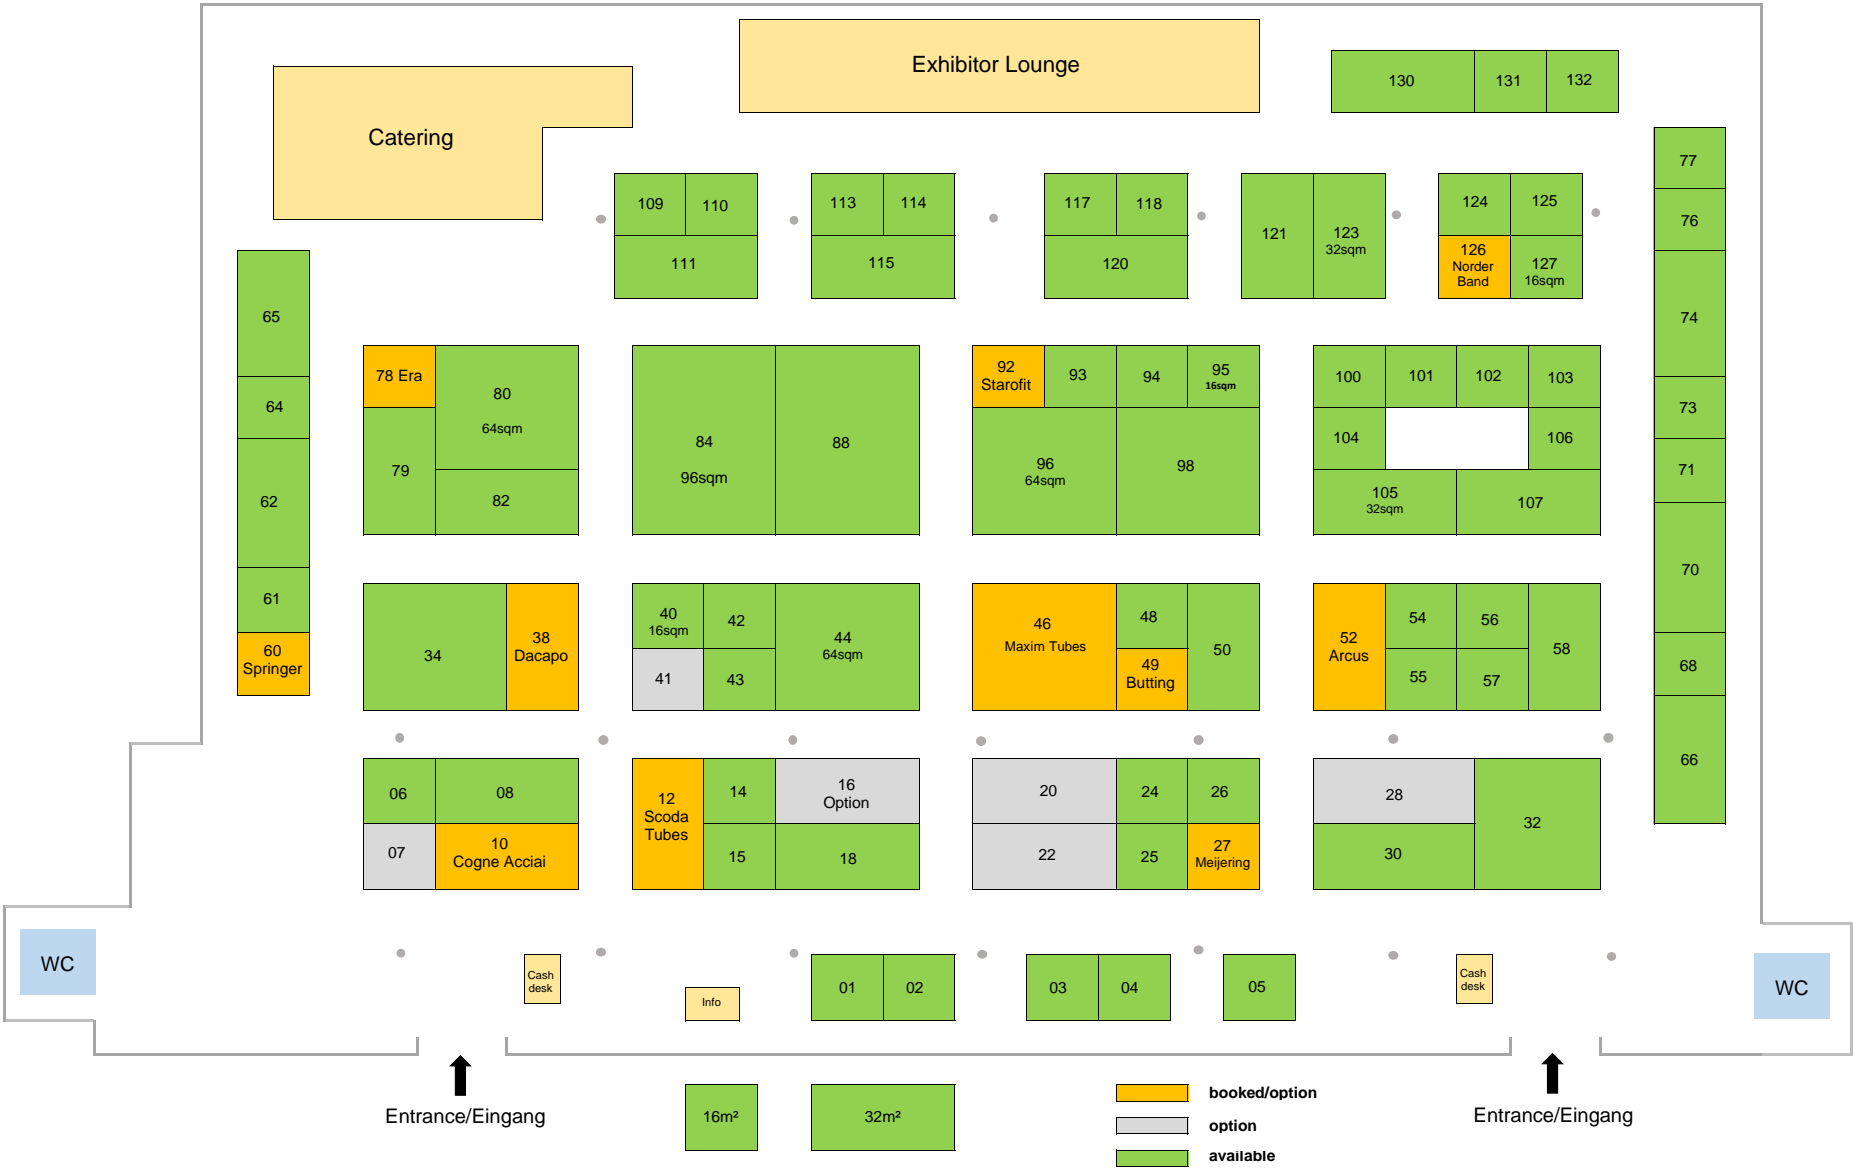 Exhibitor Lounge
130
131
132
Catering
77
109
110
113
114
117
118
121
123
32sqm
124
125
76
111
115
120
126
Norder
Band
127
16sqm
65
74
78 Era
80
64sqm
84
96sqm
88
92
Starofit
93
94
95
16sqm
100
101
102
103
64
73
79
82
96
64sqm
98
104
106
71
62
105
32sqm
107
61
70
34
38
Dacapo
40
16sqm
42
44
64sqm
46
Maxim Tubes
48
50
52
Arcus
54
56
58
60
Springer
41
43
49
Butting
55
57
68
66
06
08
12
Scoda
Tubes
14
16
Option
20
24
26
28
32
07
10
Cogne Acciai
15
18
22
25
27
Meijering
30
WC
Cash
desk
Info
01
02
03
04
05
Cash
desk
WC
Entrance/Eingang
16m²
32m²
booked/option
option
available
Entrance/Eingang